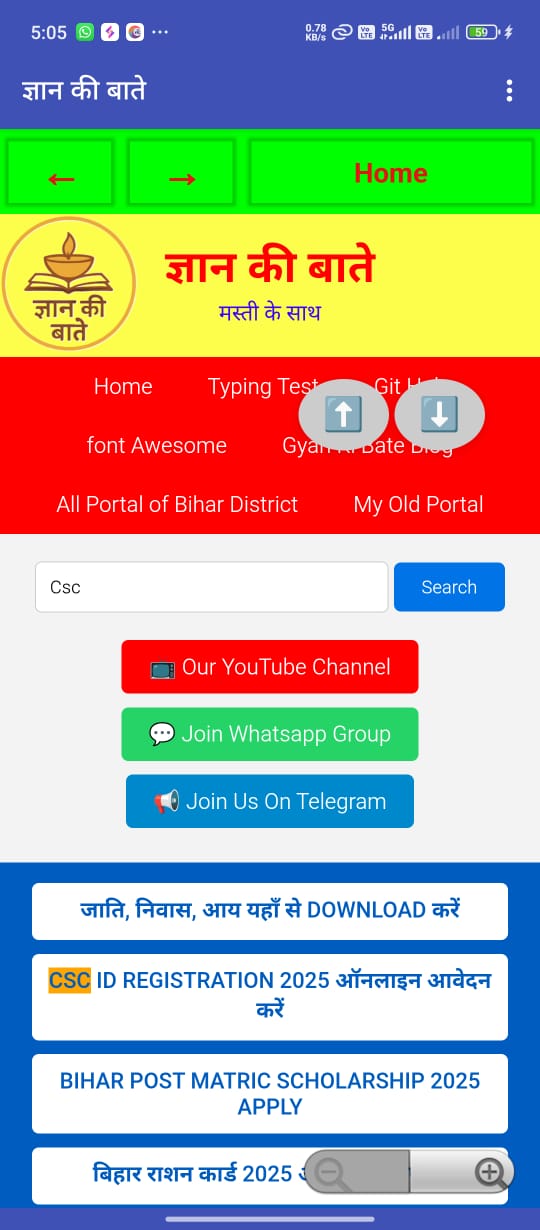 5:05
0.78 KB/s
Vo LTE
5G
Vo LTE
59
ज्ञान की बाते
←
→
Home
ज्ञान की बाते
ज्ञान की
बाते
मस्ती के साथ
Home Typing Test Git
font Awesome Gyan Ki Bate Blog
All Portal of Bihar District My Old Portal
Csc Search
Our YouTube Channel
Join Whatsapp Group
Join Us On Telegram
जाति, निवास, आय यहाँ से DOWNLOAD करें
CSC ID REGISTRATION 2025 ऑनलाइन आवेदन
करें
BIHAR POST MATRIC SCHOLARSHIP 2025
APPLY
बिहार राशन कार्ड 2025